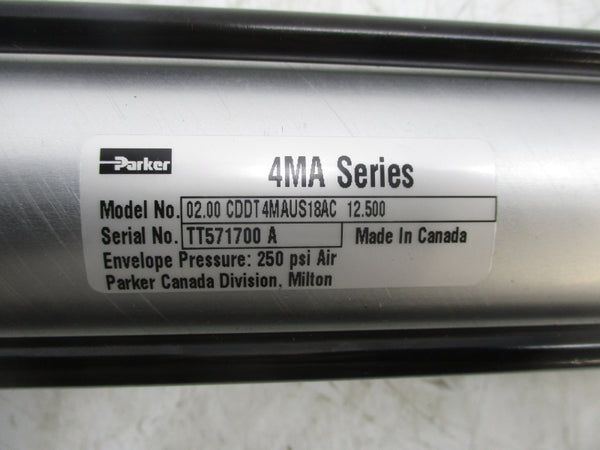 Parker
4MA Series
Model No. 02.00 CDDT4MAUS18AC 12.500
Serial No. TT571700 A Made In Canada
Envelope Pressure: 250 psi Air
Parker Canada Division, Milton